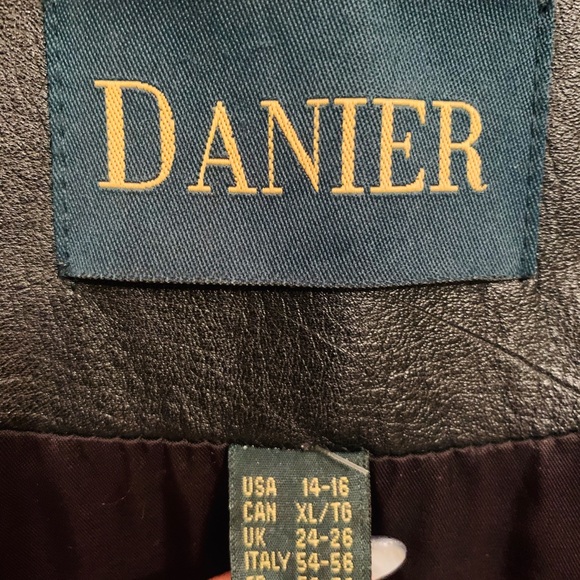 DANIER
USA 14-16
CAN XL/TG
UK 24-26
ITALY 54-56